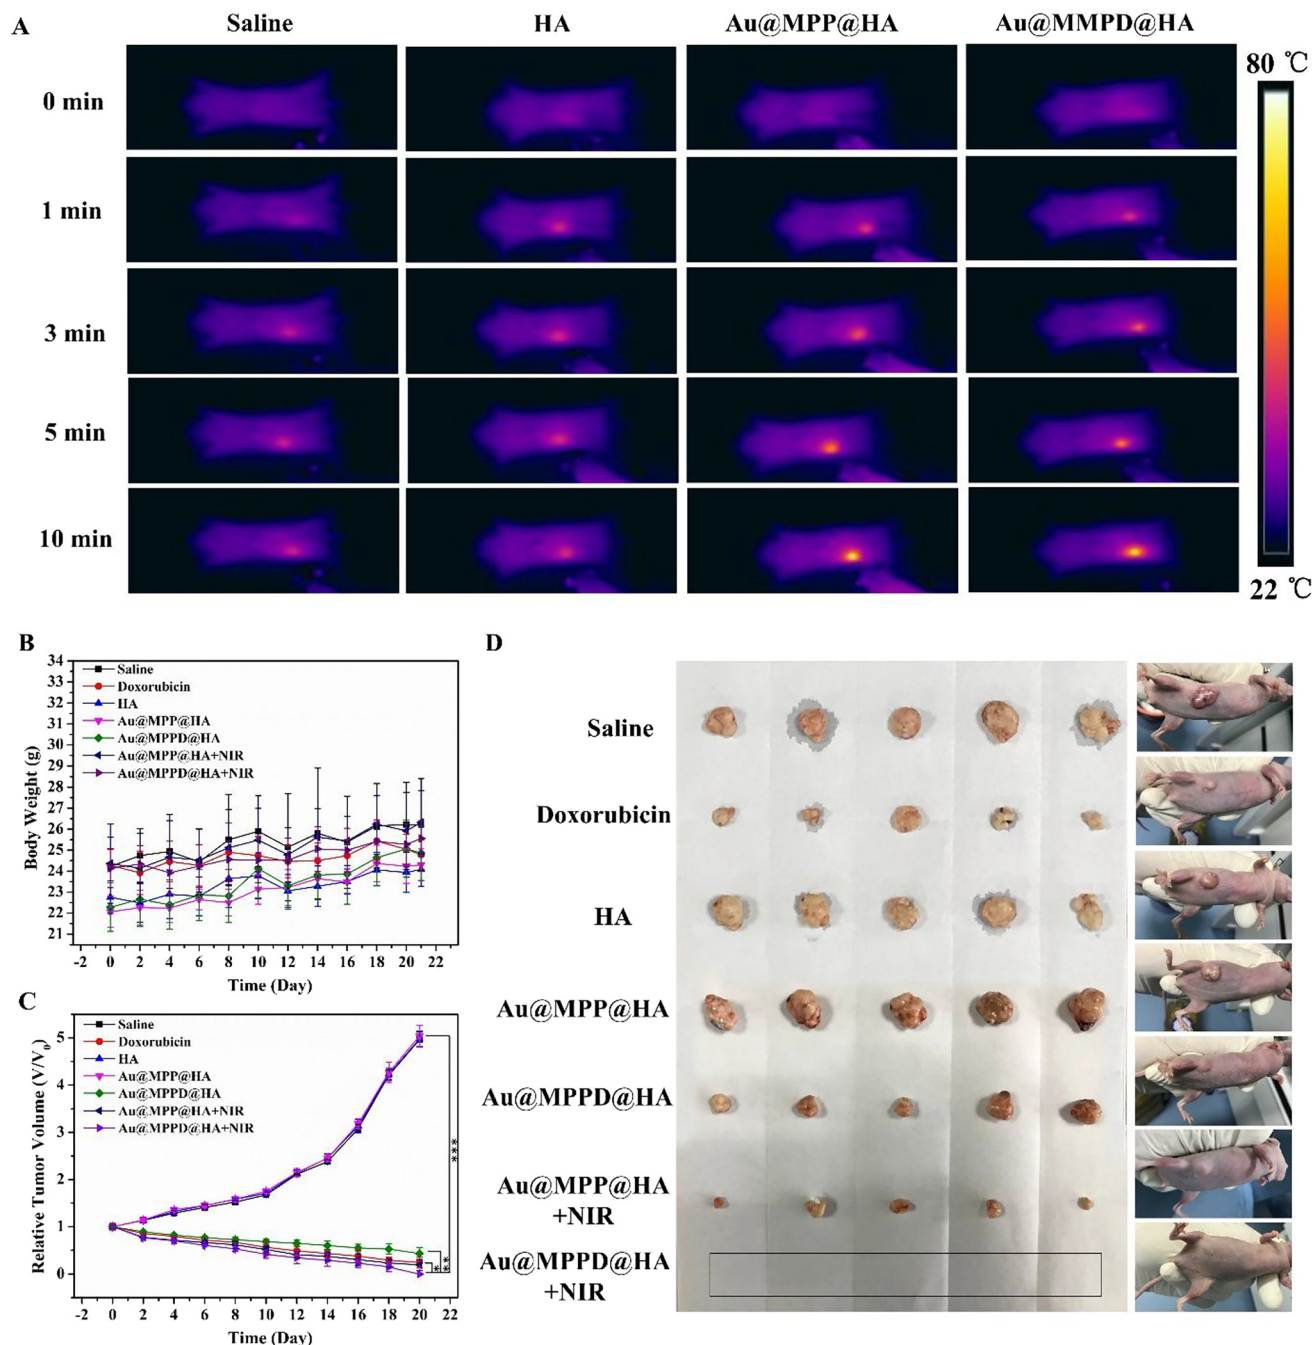 A
Saline
HA
Au@MPP@HA
Au@MMPD@HA
80 ℃
0 min
1 min
3 min
5 min
10 min
22 ℃
B
34
33
32
31
30
29
28
27
26
25
24
23
22
21
Body Weight (g)
Saline
Doxorubicin
HA
Au@MPP@HA
Au@MPPD@HA
Au@MPP@HA+NIR
Au@MPPD@HA+NIR
-2 0 2 4 6 8 10 12 14 16 18 20 22
Time (Day)
C
5
4
3
2
1
0
Relative Tumor Volume (V/V0)
Saline
Doxorubicin
HA
Au@MPP@HA
Au@MPPD@HA
Au@MPP@HA+NIR
Au@MPPD@HA+NIR
***
**
*
-2 0 2 4 6 8 10 12 14 16 18 20 22
Time (Day)
D
Saline
Doxorubicin
HA
Au@MPP@HA
Au@MPPD@HA
Au@MPP@HA
+NIR
Au@MPPD@HA
+NIR